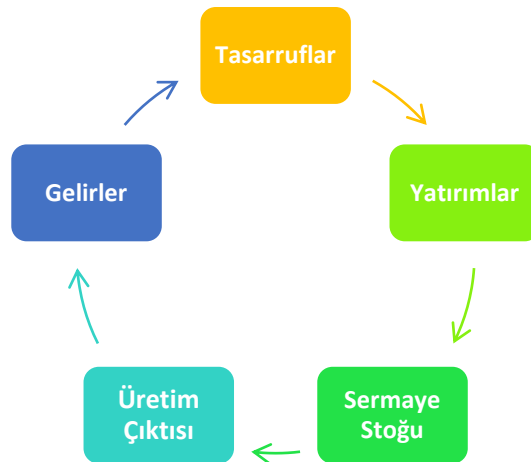 Tasarruflar
Yatırımlar
Sermaye
Stoğu
Üretim
Çıktısı
Gelirler